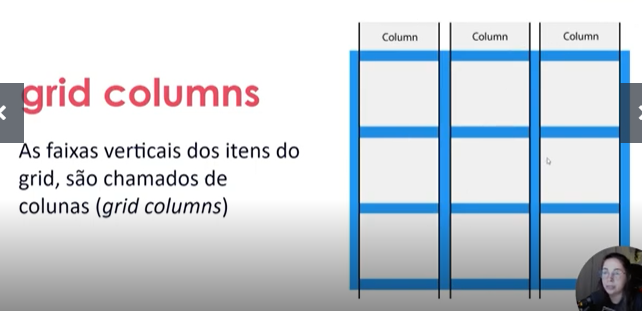 Column Column Column
grid columns
As faixas verticais dos itens do
grid, são chamados de
colunas (grid columns)